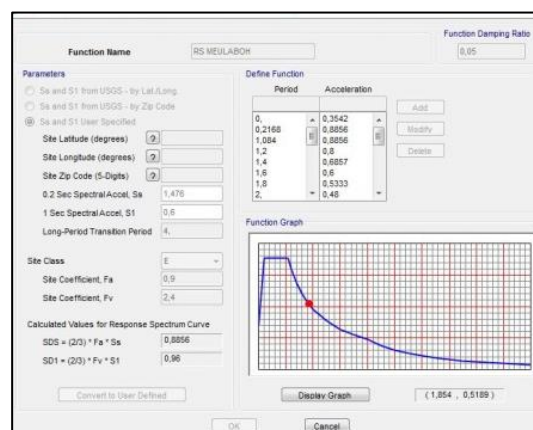 Function Damping Ratio
Function Name RS MEULABOH 0,05
Parameters
Ss and S1 from USGS - by Lat./Long.
Ss and S1 from USGS - by Zip Code
Ss and S1 User Specified
Site Latitude (degrees) ?
Site Longitude (degrees) ?
Site Zip Code (5-Digits) ?
0.2 Sec Spectral Accel, Ss 1,476
1 Sec Spectral Accel, S1 0,6
Long-Period Transition Period 4,
Site Class E
Site Coefficient, Fa 0,9
Site Coefficient, Fv 2,4
Calculated Values for Response Spectrum Curve
SDS = (2/3) * Fa * Ss 0,8856
SD1 = (2/3) * Fv * S1 0,96
Convert to User Defined
Define Function
Period Acceleration
0, 0,3542
0,2168 0,8856
1,084 0,8856
1,2 0,8
1,4 0,6857
1,6 0,6
1,8 0,5333
2, 0,48
Add
Modify
Delete
Function Graph
Display Graph (1,854 , 0,5189)
OK Cancel